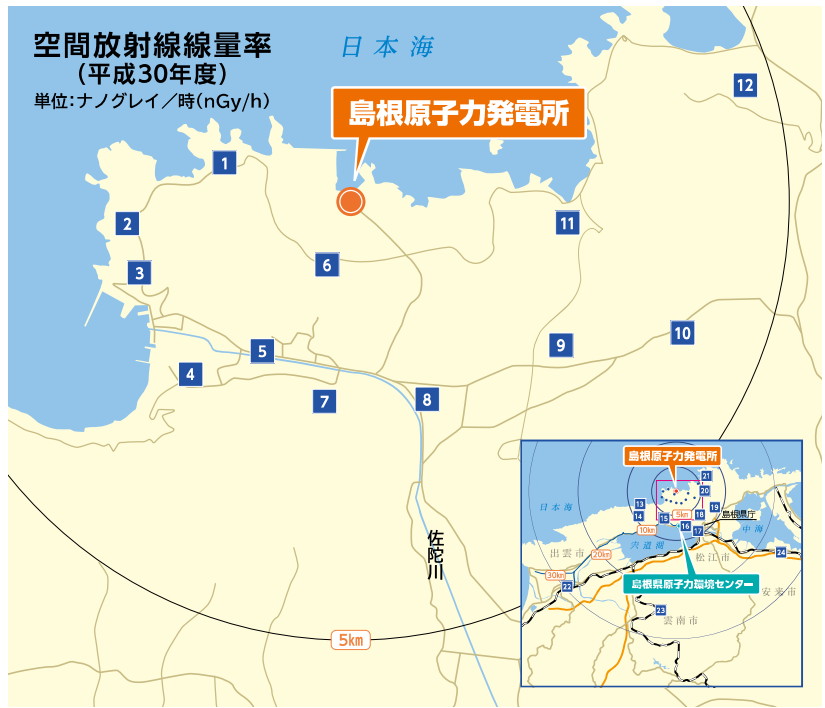 空間放射線線量率
(平成30年度)
単位:ナノグレイ／時(nGy/h)
日本海
島根原子力発電所
12
1
2
11
3
6
10
9
5
4
7
8
佐陀川
5km
島根原子力発電所
21
20
日本海
13
14
15
5km
18
19
島根県庁
16
17
10km
宍道湖
中海
出雲市
20km
松江市
24
30km
22
島根県原子力環境センター
安来市
23
雲南市